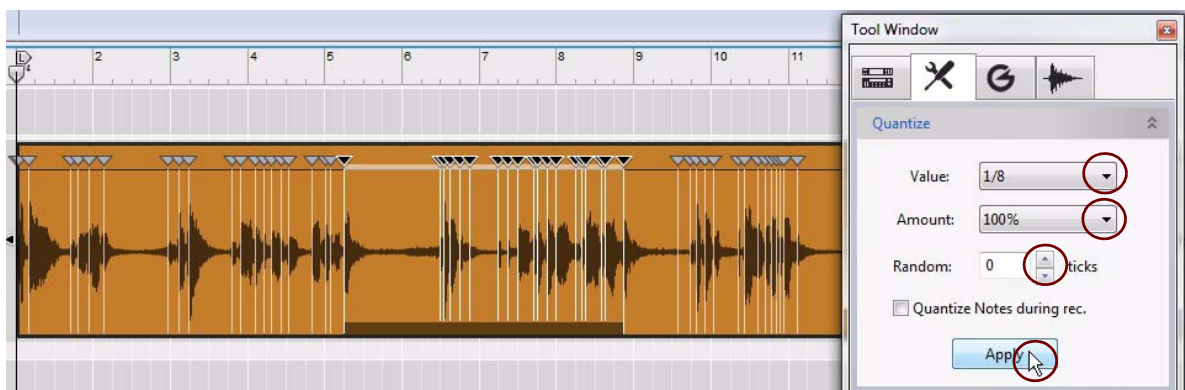 Tool Window
L 2 3 4 5 6 7 8 9 10 11
4
Quantize
Value: 1/8
Amount: 100%
Random: 0 ticks
Quantize Notes during rec.
Apply